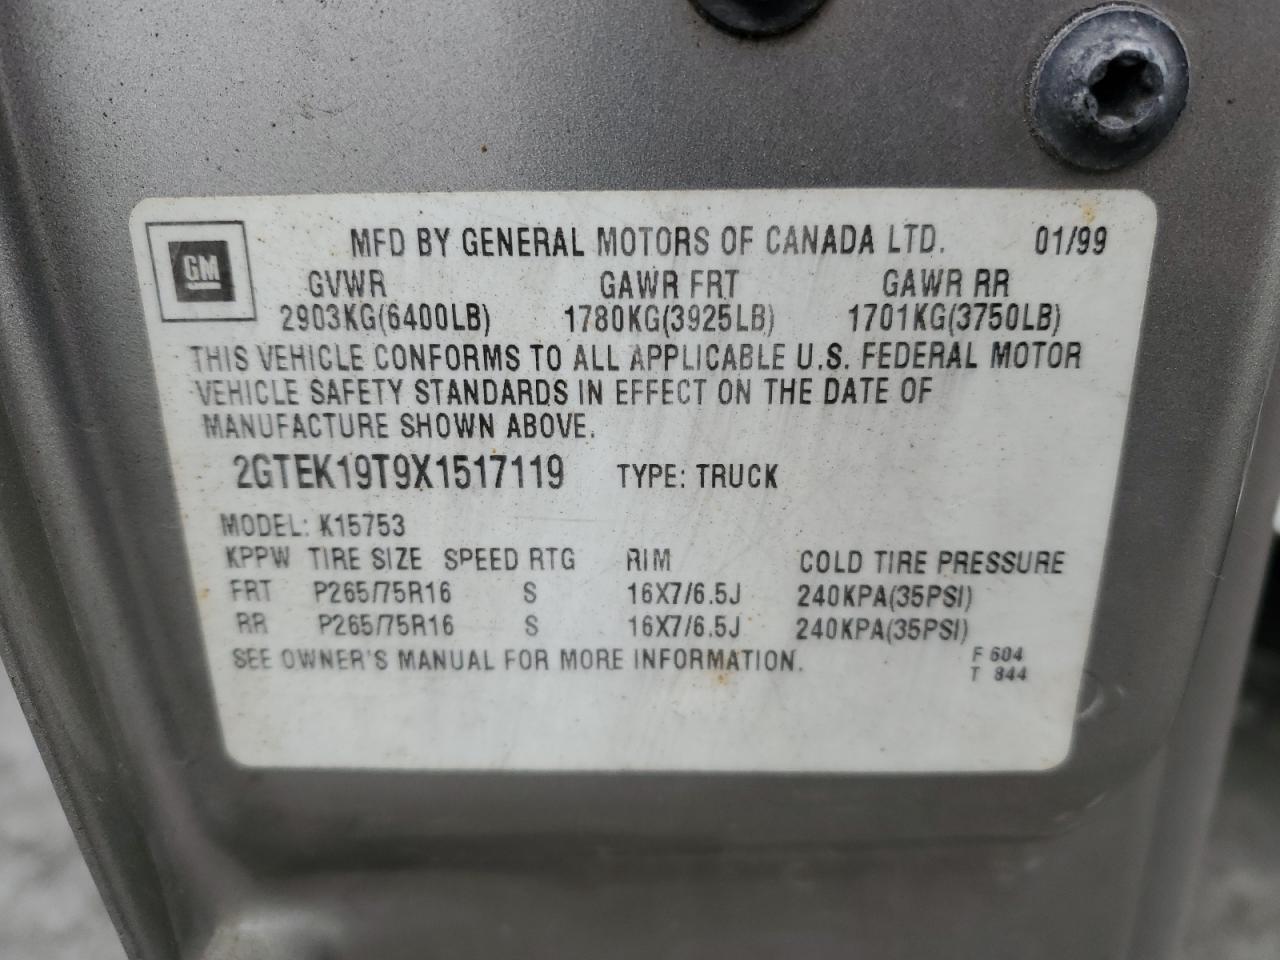 GM
MFD BY GENERAL MOTORS OF CANADA LTD. 01/99
GVWR GAWR FRT GAWR RR
2903KG(6400LB) 1780KG(3925LB) 1701KG(3750LB)
THIS VEHICLE CONFORMS TO ALL APPLICABLE U.S. FEDERAL MOTOR
VEHICLE SAFETY STANDARDS IN EFFECT ON THE DATE OF
MANUFACTURE SHOWN ABOVE.
2GTEK19T9X1517119 TYPE: TRUCK
MODEL: K15753
KPPW TIRE SIZE SPEED RTG RIM COLD TIRE PRESSURE
FRT P265/75R16 S 16X7/6.5J 240KPA(35PSI)
RR P265/75R16 S 16X7/6.5J 240KPA(35PSI)
SEE OWNER'S MANUAL FOR MORE INFORMATION.
F 604
T 844